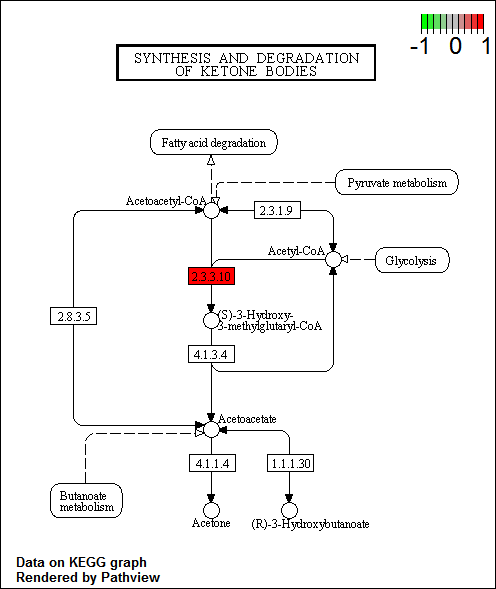 -1 0 1
SYNTHESIS AND DEGRADATION
OF KETONE BODIES
Fatty acid degradation
Pyruvate metabolism
Acetoacetyl-CoA
2.3.1.9
Acetyl-CoA
Glycolysis
2.3.3.10
2.8.3.5
(S)-3-Hydroxy-
3-methylglutaryl-CoA
4.1.3.4
Acetoacetate
4.1.1.4
1.1.1.30
Butanoate
metabolism
Acetone
(R)-3-Hydroxybutanoate
Data on KEGG graph
Rendered by Pathview